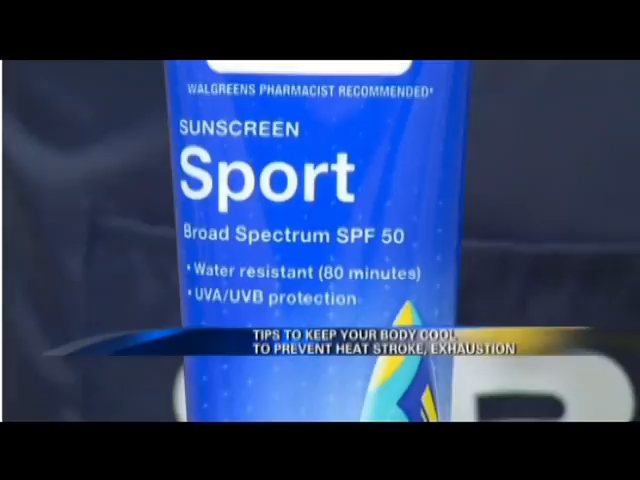 WALGREENS PHARMACIST RECOMMENDED*
SUNSCREEN
Sport
Broad Spectrum SPF 50
• Water resistant (80 minutes)
• UVA/UVB protection
TIPS TO KEEP YOUR BODY COOL
TO PREVENT HEAT STROKE, EXHAUSTION